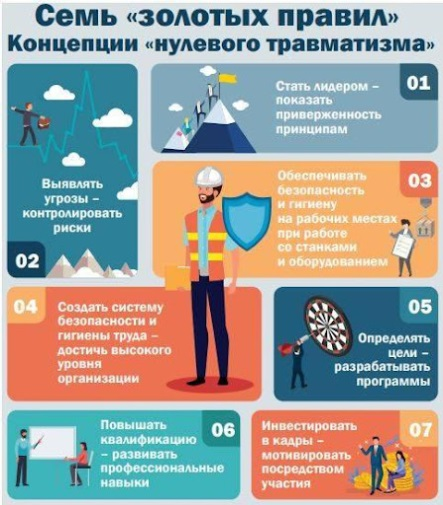 Семь «золотых правил»
Концепции «нулевого травматизма»
01
Стать лидером –
показать
приверженность
принципам
Выявлять
угрозы –
контролировать
риски
02
03
Обеспечивать
безопасность
и гигиену
на рабочих местах
при работе
со станками
и оборудованием
04
Создать систему
безопасности и
гигиены труда –
достичь высокого
уровня
организации
05
Определять
цели –
разрабатывать
программы
06
Повышать
квалификацию
– развивать
профессиональные
навыки
07
Инвестировать
в кадры –
мотивировать
посредством
участия